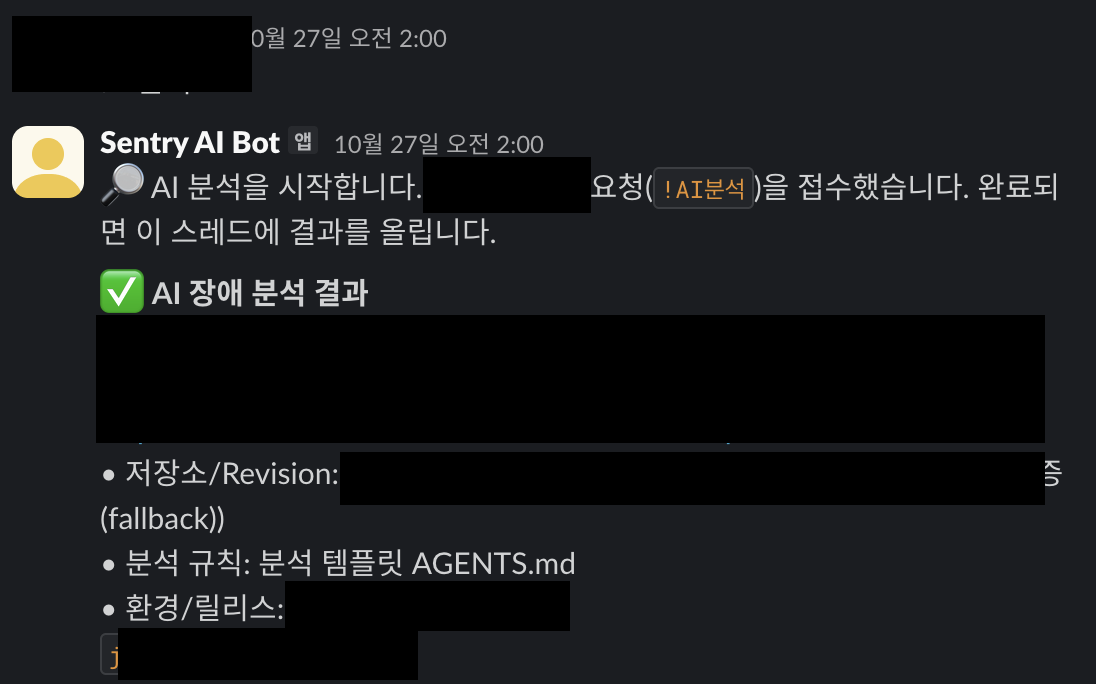 0월 27일 오전 2:00
Sentry AI Bot 앱 10월 27일 오전 2:00
AI 분석을 시작합니다. 요청(!AI분석)을 접수했습니다. 완료되
면 이 스레드에 결과를 올립니다.
AI 장애 분석 결과
• 저장소/Revision: 증
(fallback))
• 분석 규칙: 분석 템플릿 AGENTS.md
• 환경/릴리스: